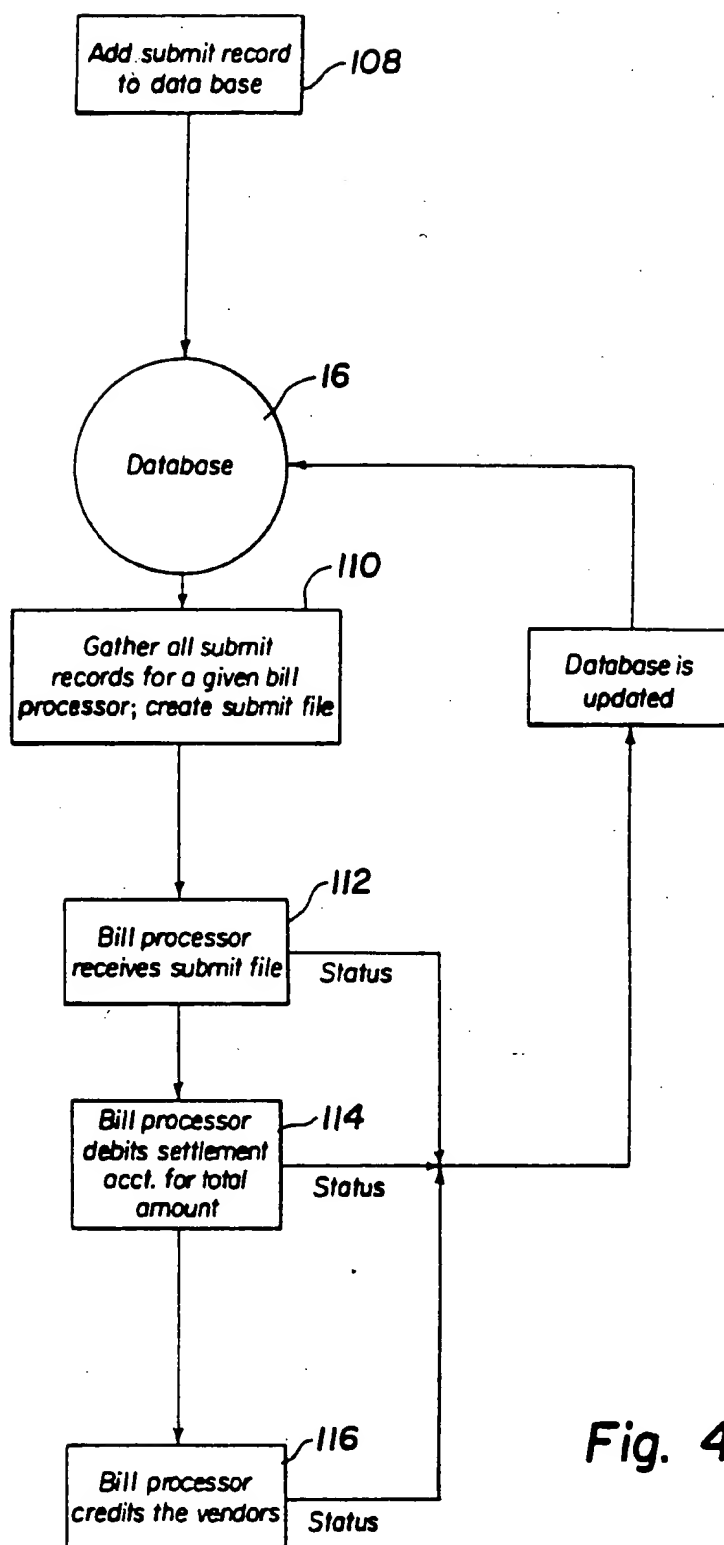 Add submit record
to data base
108
16
Database
110
Gather all submit
records for a given bill
processor; create submit file
Database is
updated
112
Bill processor
receives submit file
Status
114
Bill processor
debits settlement
acct. for total
amount
Status
116
Bill processor
credits the vendors
Status
Fig. 4